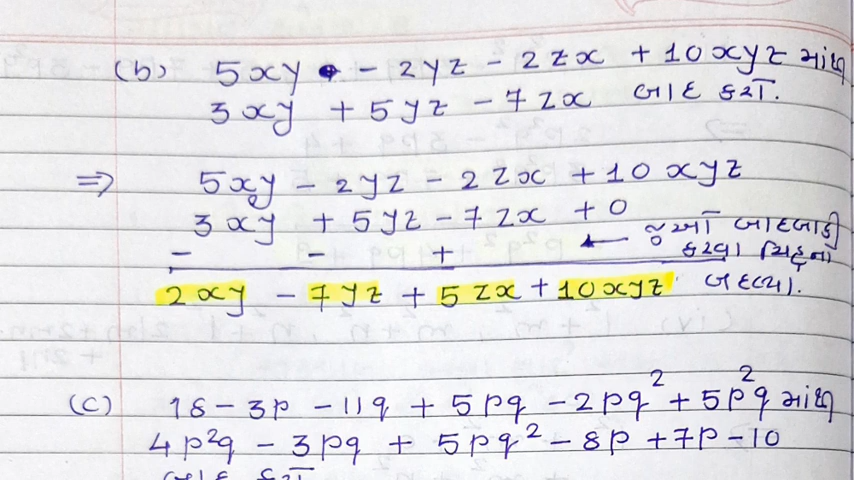 (b) 5xy - 2yz - 2zx + 10xyz માંથી
3xy + 5yz - 7zx બાદ કરો.
⇒ 5xy - 2yz - 2zx + 10xyz
3xy + 5yz - 7zx + 0
- - + ← બાદબાકી
કરવા ચિહ્નો
2xy - 7yz + 5zx + 10xyz બદલ્યા.
(c) 18 - 3p - 11q + 5pq - 2pq² + 5p²q માંથી
4p²q - 3pq + 5pq² - 8p + 7p - 10
બાદ કરો